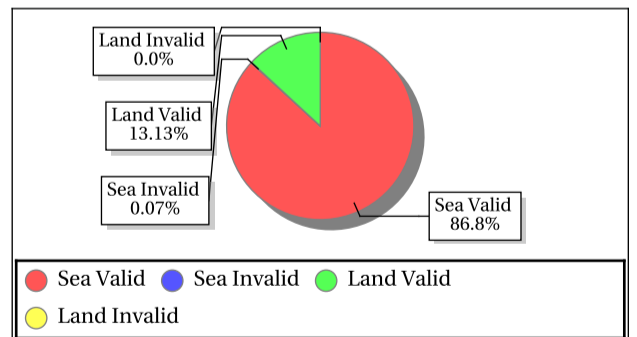 Land Invalid
0.0%
Land Valid
13.13%
Sea Invalid
0.07%
Sea Valid
86.8%
Sea Valid Sea Invalid Land Valid
Land Invalid